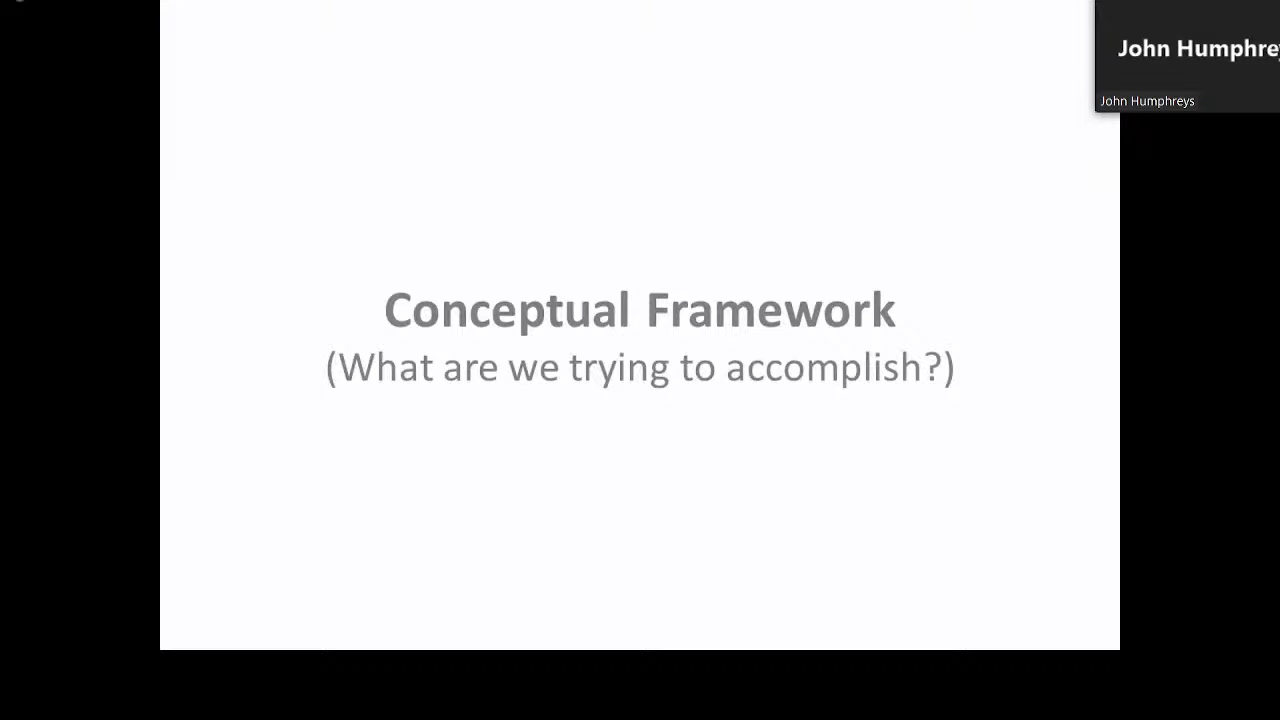 John Humphrey
John Humphreys
Conceptual Framework
(What are we trying to accomplish?)